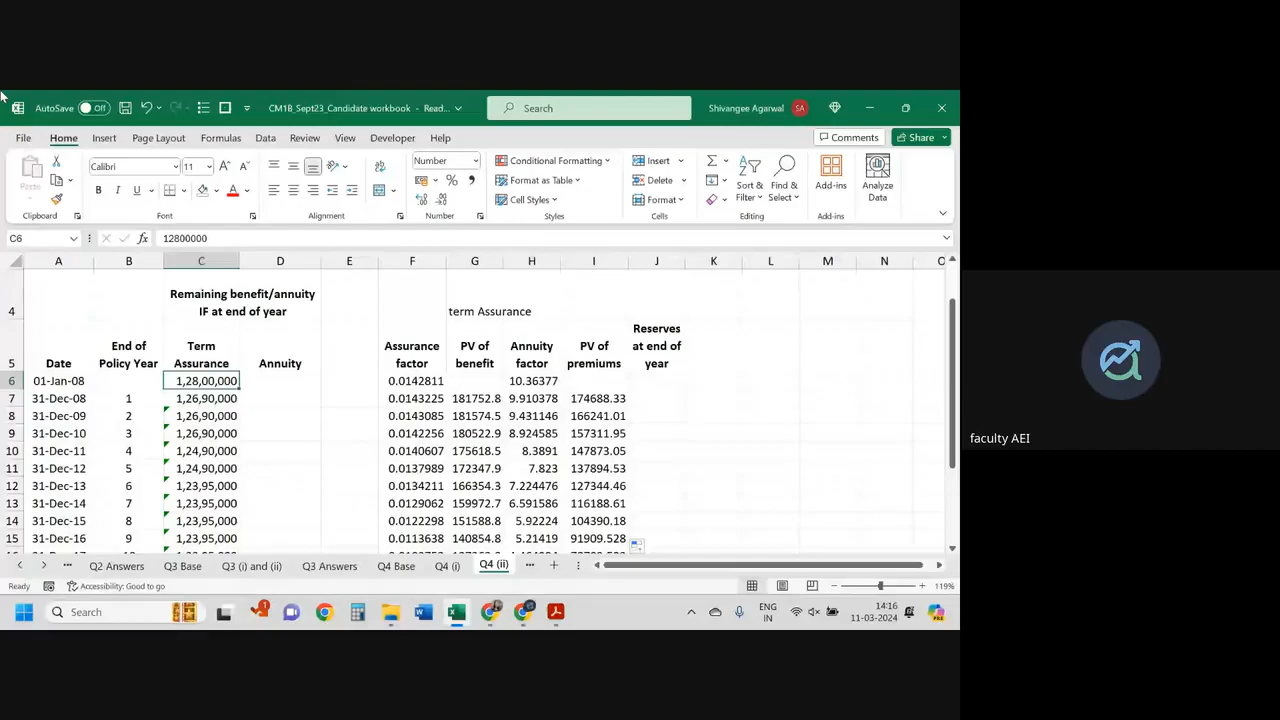 AutoSave Off CM1B_Sept23_Candidate workbook - Read... Search Shivangee Agarwal SA
File Home Insert Page Layout Formulas Data Review View Developer Help Comments Share
Calibri 11 Number Conditional Formatting Insert
Paste B I U A % Format as Table Delete Sort & Filter Find & Select Add-ins Analyze Data
Cell Styles Format
Clipboard Font Alignment Number Styles Cells Editing Add-ins
C6 fx 12800000
A B C D E F G H I J K L M N O
4 Remaining benefit/annuity IF at end of year term Assurance
5 Date End of Policy Year Term Assurance Annuity Assurance factor PV of benefit Annuity factor PV of premiums Reserves at end of year
6 01-Jan-08 1,28,00,000 0.0142811 10.36377
7 31-Dec-08 1 1,26,90,000 0.0143225 181752.8 9.910378 174688.33
8 31-Dec-09 2 1,26,90,000 0.0143085 181574.5 9.431146 166241.01
9 31-Dec-10 3 1,26,90,000 0.0142256 180522.9 8.924585 157311.95
10 31-Dec-11 4 1,24,90,000 0.0140607 175618.5 8.3891 147873.05
11 31-Dec-12 5 1,24,90,000 0.0137989 172347.9 7.823 137894.53
12 31-Dec-13 6 1,23,95,000 0.0134211 166354.3 7.224476 127344.46
13 31-Dec-14 7 1,23,95,000 0.0129062 159972.7 6.591586 116188.61
14 31-Dec-15 8 1,23,95,000 0.0122298 151588.8 5.92224 104390.18
15 31-Dec-16 9 1,23,95,000 0.0113638 140854.8 5.21419 91909.528
Q2 Answers Q3 Base Q3 (i) and (ii) Q3 Answers Q4 Base Q4 (i) Q4 (ii)
Ready Accessibility: Good to go 119%
Search ENG IN 14:16 11-03-2024
faculty AEI